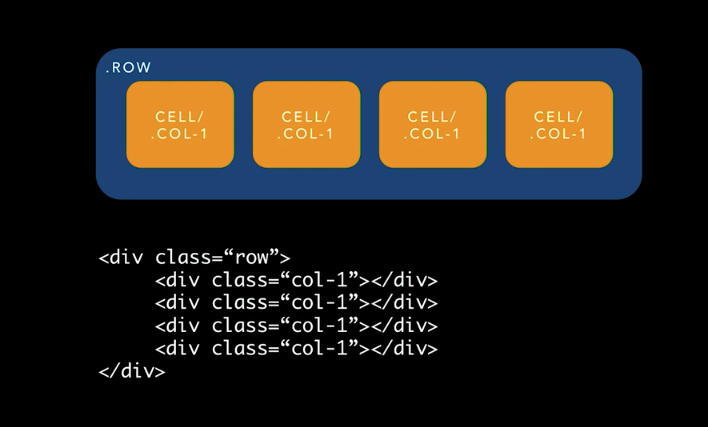 .ROW
CELL/
.COL-1
CELL/
.COL-1
CELL/
.COL-1
CELL/
.COL-1
<div class=“row”>
<div class=“col-1”></div>
<div class=“col-1”></div>
<div class=“col-1”></div>
<div class=“col-1”></div>
</div>